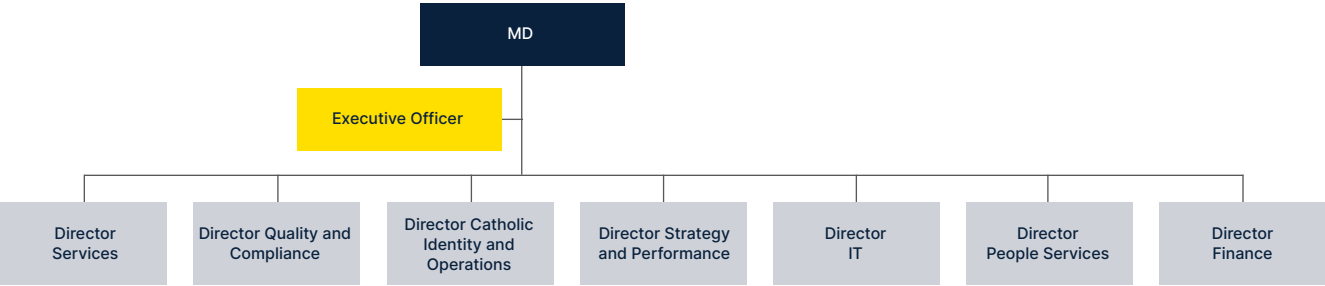 MD
Executive Officer
Director
Services
Director Quality and
Compliance
Director Catholic
Identity and
Operations
Director Strategy
and Performance
Director
IT
Director
People Services
Director
Finance